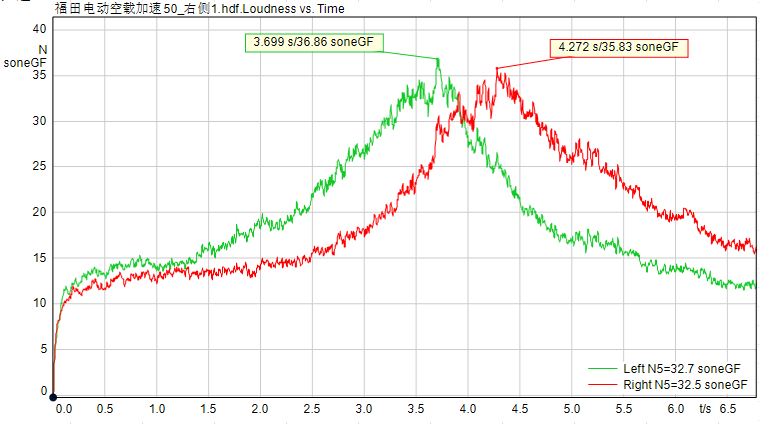 福田电动空载加速50_右侧1.hdf.Loudness vs. Time
40
N
soneGF
35
30
25
20
15
10
5
0
3.699 s/36.86 soneGF
4.272 s/35.83 soneGF
Left N5=32.7 soneGF
Right N5=32.5 soneGF
0.0 0.5 1.0 1.5 2.0 2.5 3.0 3.5 4.0 4.5 5.0 5.5 6.0 t/s 6.5